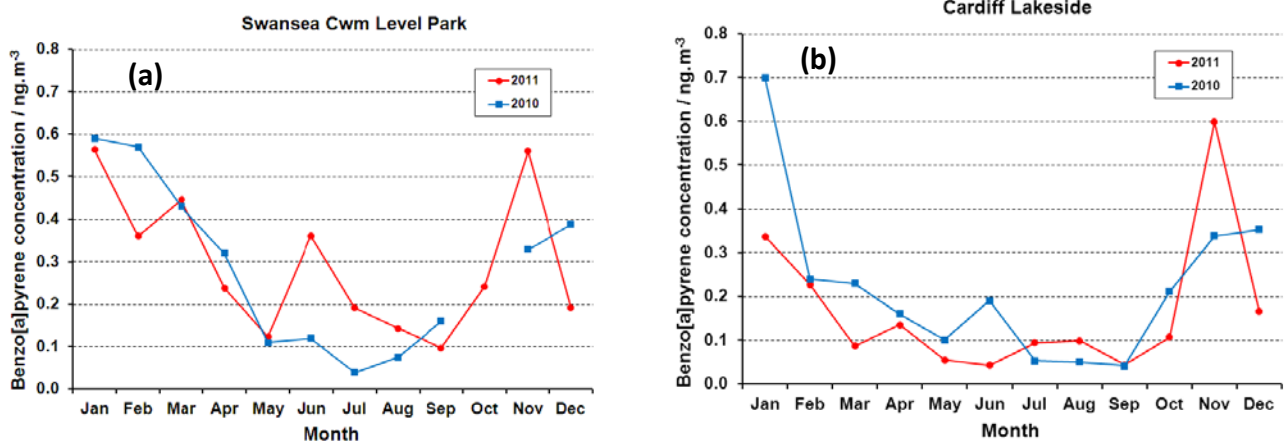 Swansea Cwm Level Park
(a)
2011
2010
Benzo[a]pyrene concentration / ng.m-3
0.8
0.7
0.6
0.5
0.4
0.3
0.2
0.1
0.0
Jan Feb Mar Apr May Jun Jul Aug Sep Oct Nov Dec
Month
Cardiff Lakeside
(b)
2011
2010
Benzo[a]pyrene concentration / ng.m-3
0.8
0.7
0.6
0.5
0.4
0.3
0.2
0.1
0.0
Jan Feb Mar Apr May Jun Jul Aug Sep Oct Nov Dec
Month